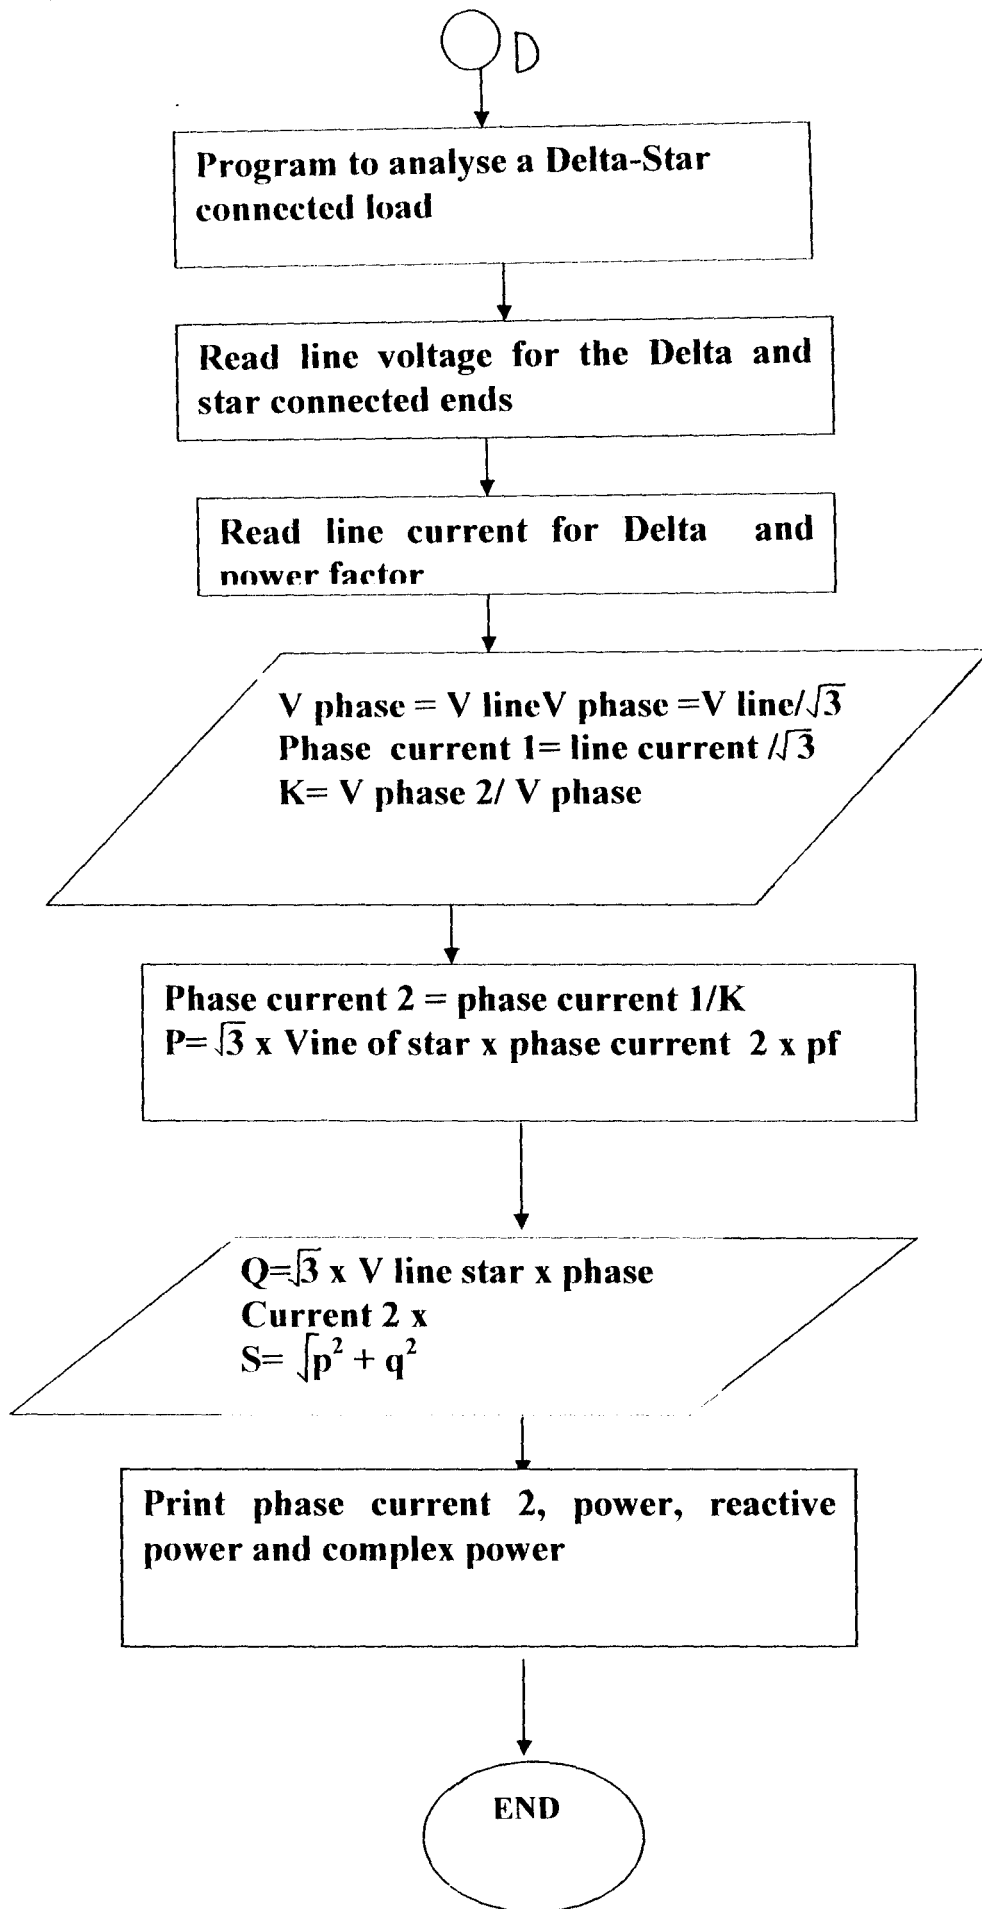 D
Program to analyse a Delta-Star
connected load
Read line voltage for the Delta and
star connected ends
Read line current for Delta and
power factor
V phase = V lineV phase =V line/√3
Phase current 1= line current /√3
K= V phase 2/ V phase
Phase current 2 = phase current 1/K
P=√3 x Vine of star x phase current 2 x pf
Q=√3 x V line star x phase
Current 2 x
S= √p² + q²
Print phase current 2, power, reactive
power and complex power
END